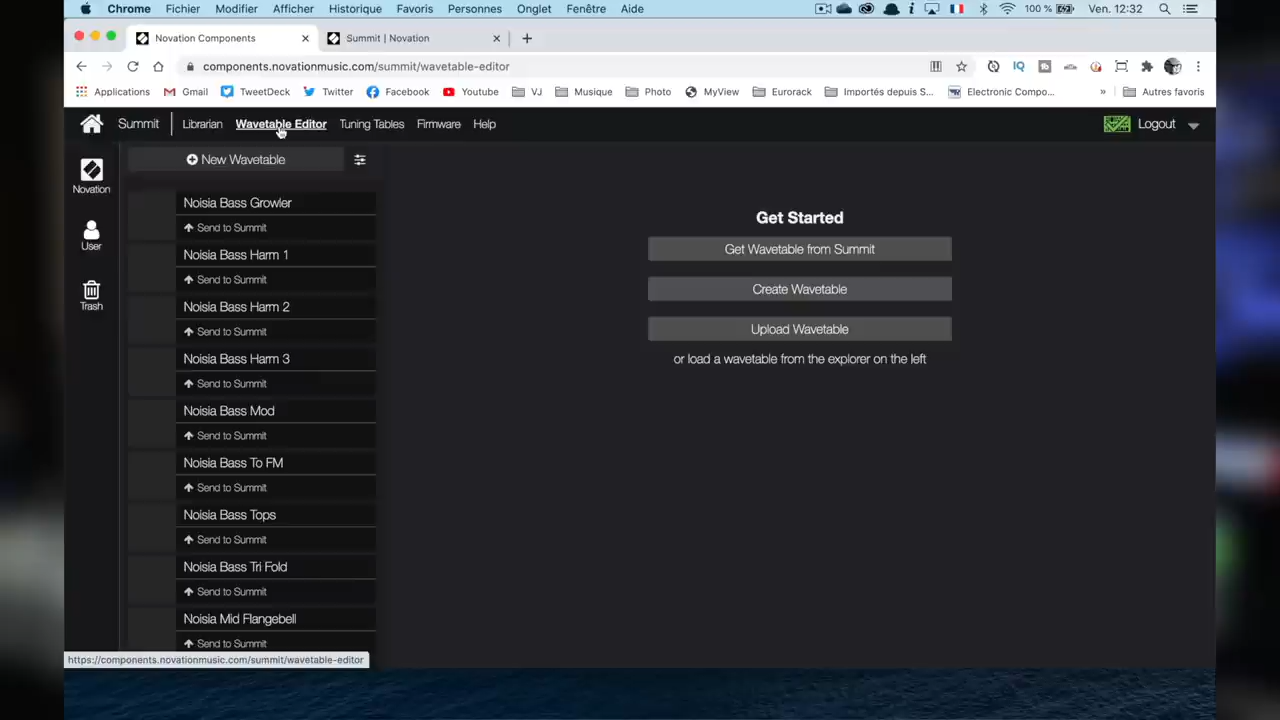 Chrome Fichier Modifier Afficher Historique Favoris Personnes Onglet Fenêtre Aide 100 % Ven. 12:32
Novation Components Summit | Novation
components.novationmusic.com/summit/wavetable-editor
Applications Gmail TweetDeck Twitter Facebook Youtube VJ Musique Photo MyView Eurorack Importés depuis S... Electronic Compo... » Autres favoris
Summit Librarian Wavetable Editor Tuning Tables Firmware Help Logout
Novation
User
Trash
New Wavetable
Noisia Bass Growler
Send to Summit
Noisia Bass Harm 1
Send to Summit
Noisia Bass Harm 2
Send to Summit
Noisia Bass Harm 3
Send to Summit
Noisia Bass Mod
Send to Summit
Noisia Bass To FM
Send to Summit
Noisia Bass Tops
Send to Summit
Noisia Bass Tri Fold
Send to Summit
Noisia Mid Flangebell
Send to Summit
Get Started
Get Wavetable from Summit
Create Wavetable
Upload Wavetable
or load a wavetable from the explorer on the left
https://components.novationmusic.com/summit/wavetable-editor